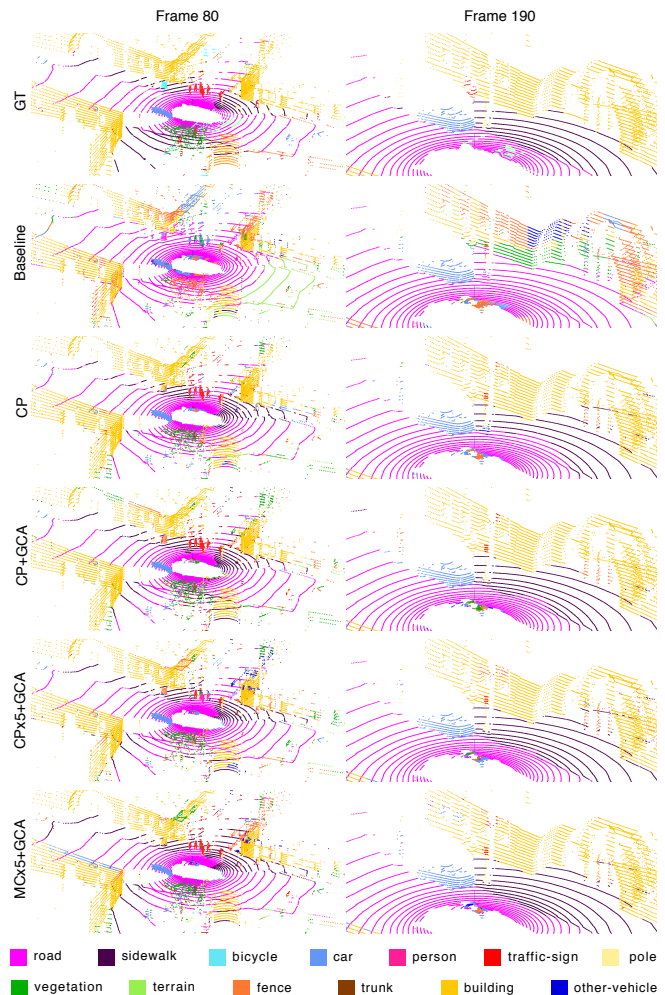 Frame 80
Frame 190
GT
Baseline
CP
CP+GCA
CPx5+GCA
MCx5+GCA
road sidewalk bicycle car person traffic-sign pole
vegetation terrain fence trunk building other-vehicle